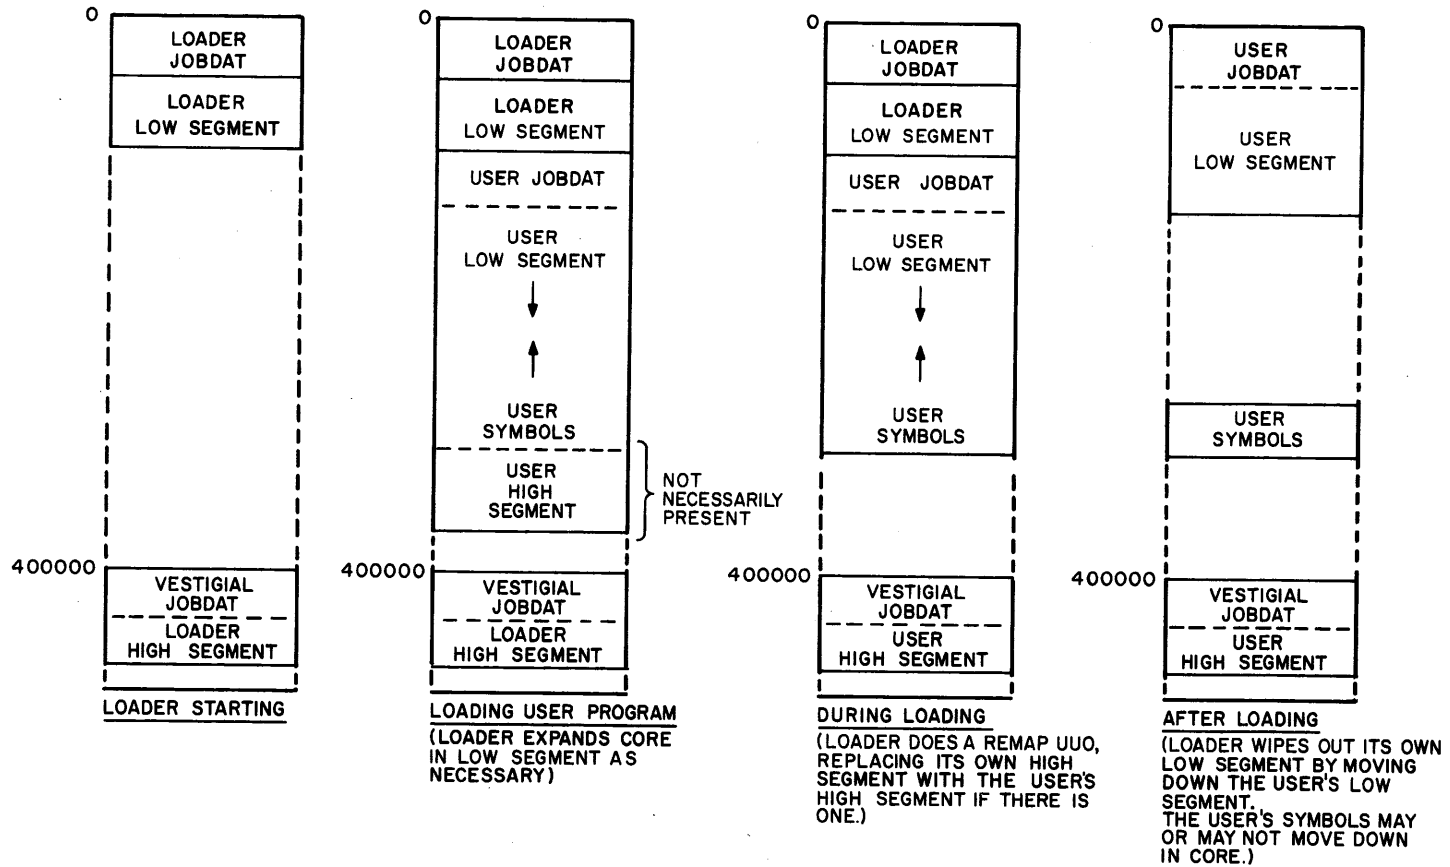 0
LOADER
JOBDAT
LOADER
LOW SEGMENT
400000
VESTIGIAL
JOBDAT
LOADER
HIGH SEGMENT
LOADER STARTING
0
LOADER
JOBDAT
LOADER
LOW SEGMENT
USER JOBDAT
USER
LOW SEGMENT
USER
SYMBOLS
USER
HIGH
SEGMENT
NOT
NECESSARILY
PRESENT
400000
VESTIGIAL
JOBDAT
LOADER
HIGH SEGMENT
LOADING USER PROGRAM
(LOADER EXPANDS CORE
IN LOW SEGMENT AS
NECESSARY)
0
LOADER
JOBDAT
LOADER
LOW SEGMENT
USER JOBDAT
USER
LOW SEGMENT
USER
SYMBOLS
400000
VESTIGIAL
JOBDAT
USER
HIGH SEGMENT
DURING LOADING
(LOADER DOES A REMAP UUO,
REPLACING ITS OWN HIGH
SEGMENT WITH THE USER'S
HIGH SEGMENT IF THERE IS
ONE.)
0
USER
JOBDAT
USER
LOW SEGMENT
USER
SYMBOLS
400000
VESTIGIAL
JOBDAT
USER
HIGH SEGMENT
AFTER LOADING
(LOADER WIPES OUT ITS OWN
LOW SEGMENT BY MOVING
DOWN THE USER'S LOW
SEGMENT.
THE USER'S SYMBOLS MAY
OR MAY NOT MOVE DOWN
IN CORE.)